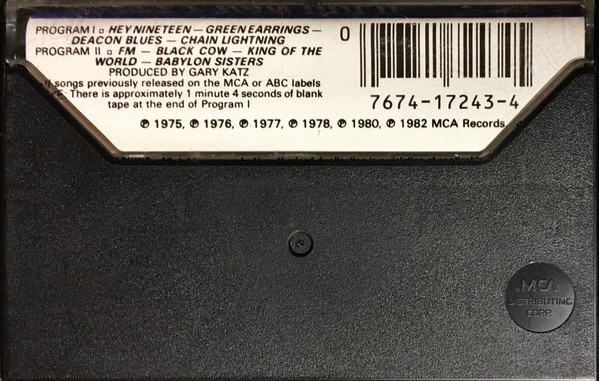 PROGRAM I ▫ HEY NINETEEN — GREEN EARRINGS —
DEACON BLUES — CHAIN LIGHTNING
PROGRAM II ▫ FM — BLACK COW — KING OF THE
WORLD — BABYLON SISTERS
PRODUCED BY GARY KATZ
songs previously released on the MCA or ABC labels
There is approximately 1 minute 4 seconds of blank
tape at the end of Program I
0
7674-17243-4
℗ 1975, ℗ 1976, ℗ 1977, ℗ 1978, ℗ 1980, ℗ 1982 MCA Records
MCA
DISTRIBUTING
CORP.